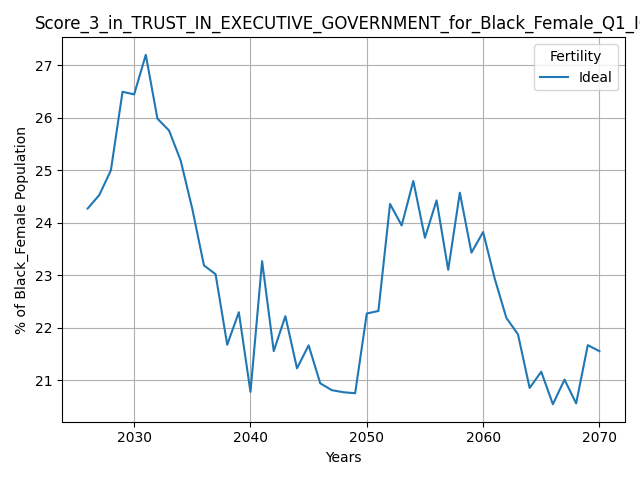 Score_3_in_TRUST_IN_EXECUTIVE_GOVERNMENT_for_Black_Female_Q1_I
Fertility
Ideal
% of Black_Female Population
27
26
25
24
23
22
21
2030 2040 2050 2060 2070
Years